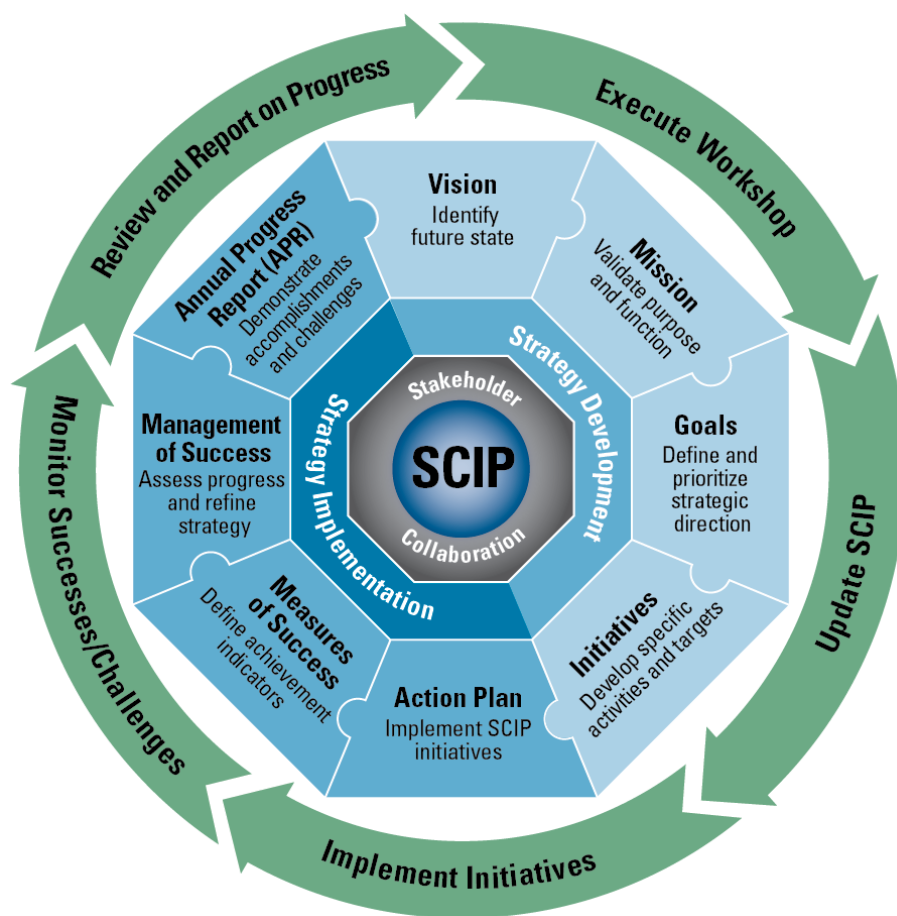 Review and Report on Progress
Execute Workshop
Update SCIP
Implement Initiatives
Monitor Successes/Challenges
Vision
Identify
future state
Mission
Validate purpose
and function
Goals
Define and
prioritize
strategic
direction
Initiatives
Develop specific
activities and targets
Action Plan
Implement SCIP
initiatives
Measures
of Success
Define achievement
indicators
Management
of Success
Assess progress
and refine
strategy
Annual Progress
Report (APR)
Demonstrate
accomplishments
and challenges
Strategy Development
Strategy Implementation
Stakeholder
SCIP
Collaboration